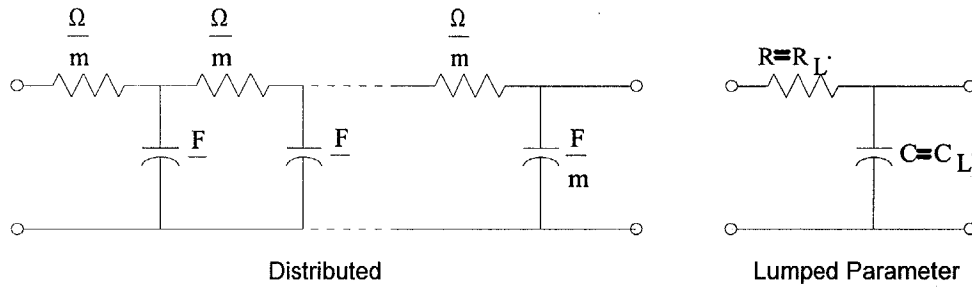 Ω
m
Ω
m
Ω
m
R=R L.
F
F
F
m
C=C L
Distributed
Lumped Parameter